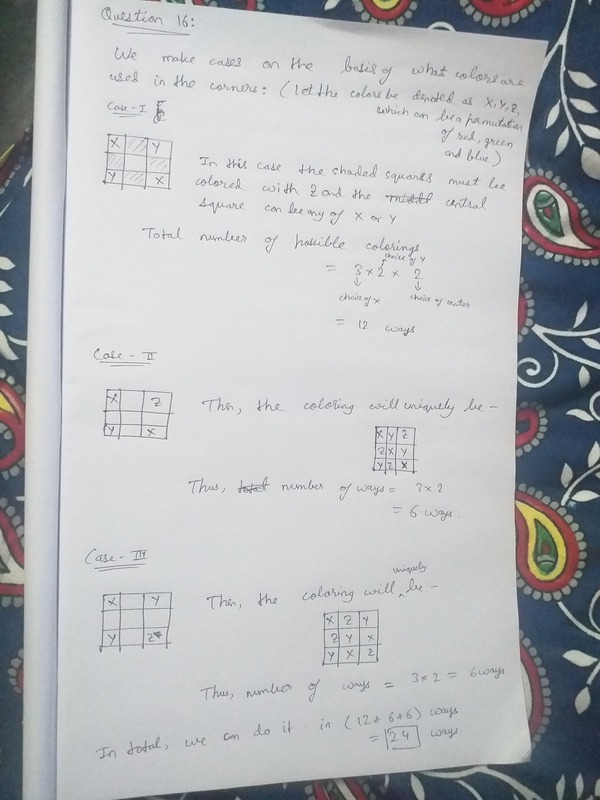 Question 16:
We make cases on the basis of what colors are
used in the corners: (Let the colors be denoted as X, Y, Z,
which can be a permutation
of red, green
and blue)
Case-I
X Y
Y X
In this case the shaded squares must be
colored with Z and the central
square can be any of X or Y
Total number of possible colorings
choice of Y
= 3 × 2 × 2
choice of X choice of center
= 12 ways
Case - II
X Z
Y X
Then, the coloring will uniquely be -
X Y Z
Z X Y
Y Z X
Thus, total number of ways = 3 × 2
= 6 ways.
Case - III
X Y
Y Z
uniquely
Then, the coloring will ^ be -
X Z Y
Z Y X
Y X Z
Thus, number of ways = 3 × 2 = 6 ways
In total, we can do it in (12 + 6 + 6) ways
= 24 ways